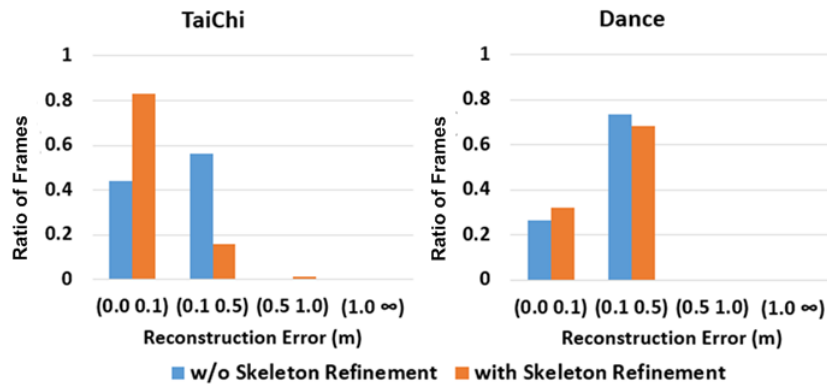 TaiChi
1
0.8
0.6
0.4
0.2
0
Ratio of Frames
(0.0 0.1) (0.1 0.5) (0.5 1.0) (1.0 ∞)
Reconstruction Error (m)
Dance
1
0.8
0.6
0.4
0.2
0
Ratio of Frames
(0.0 0.1) (0.1 0.5) (0.5 1.0) (1.0 ∞)
Reconstruction Error (m)
w/o Skeleton Refinement with Skeleton Refinement